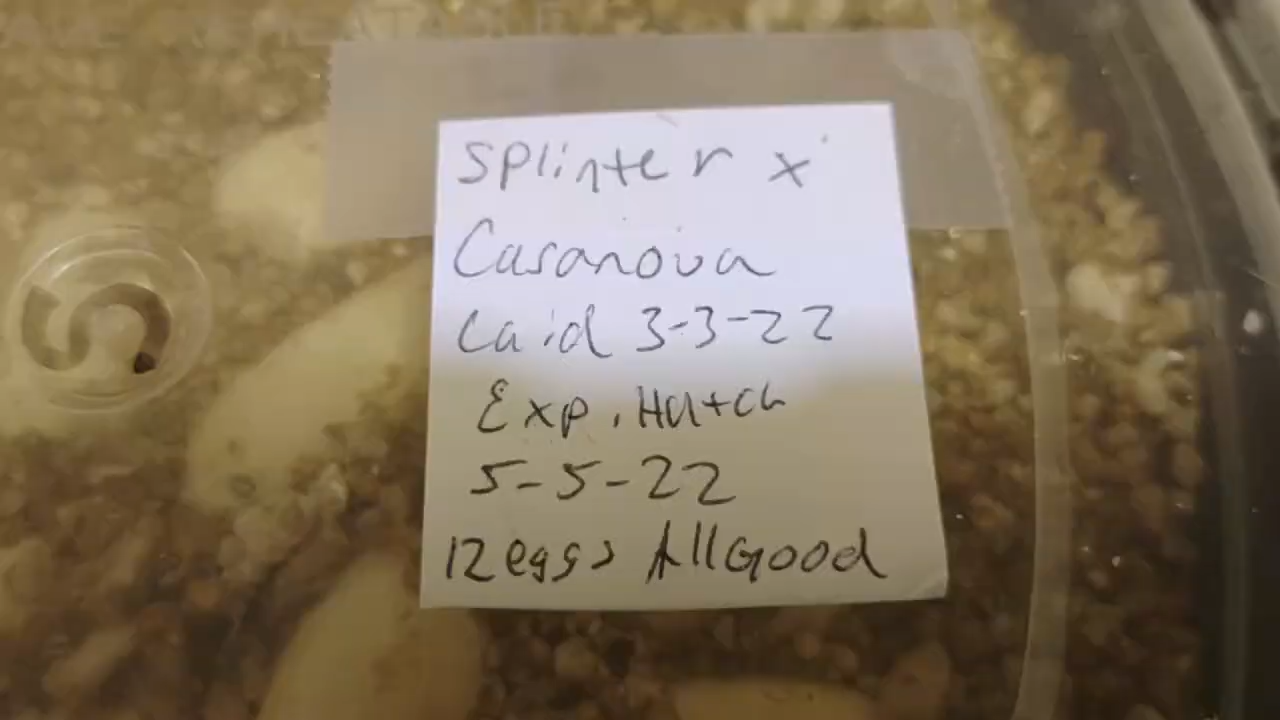 Splinter x
Casanova
Laid 3-3-22
Exp. Hatch
5-5-22
12 eggs All Good